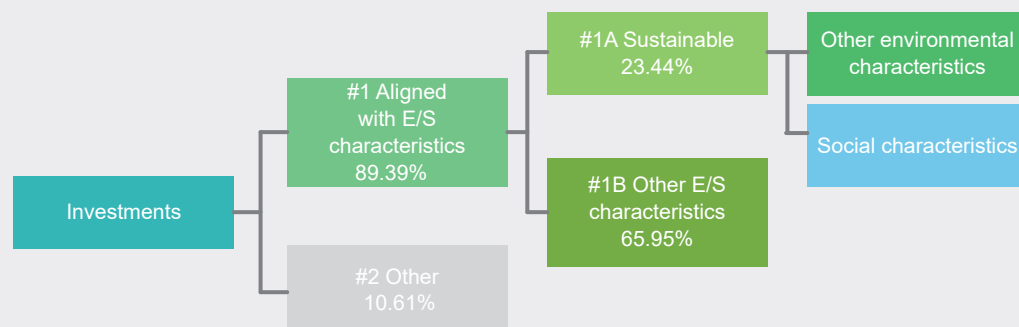 Investments
#1 Aligned
with E/S
characteristics
89.39%
#2 Other
10.61%
#1A Sustainable
23.44%
#1B Other E/S
characteristics
65.95%
Other environmental
characteristics
Social characteristics